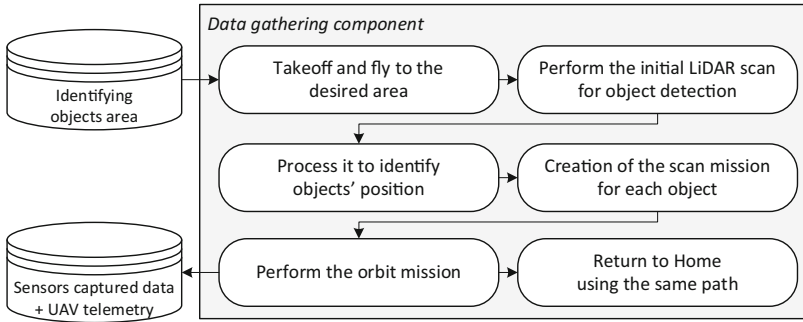 Data gathering component
Identifying
objects area
Takeoff and fly to the
desired area
Perform the initial LiDAR scan
for object detection
Process it to identify
objects' position
Creation of the scan mission
for each object
Sensors captured data
+ UAV telemetry
Perform the orbit mission
Return to Home
using the same path